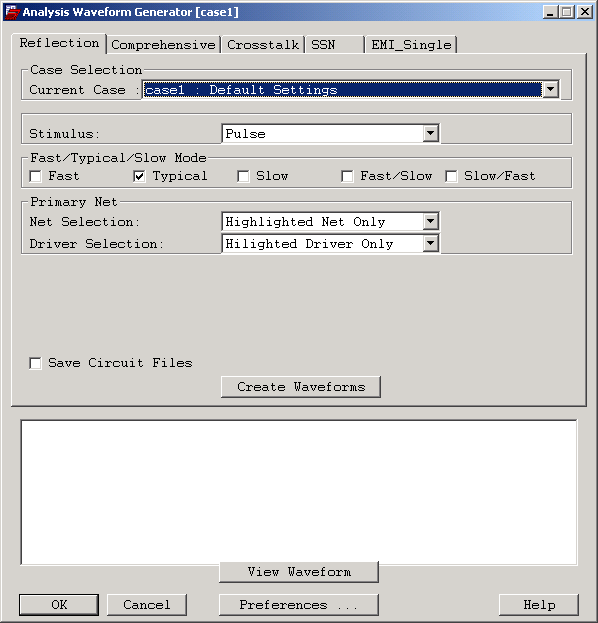 Analysis Waveform Generator [case1]
Reflection Comprehensive Crosstalk SSN EMI_Single
Case Selection
Current Case : case1 : Default Settings
Stimulus: Pulse
Fast/Typical/Slow Mode
Fast Typical Slow Fast/Slow Slow/Fast
Primary Net
Net Selection: Highlighted Net Only
Driver Selection: Hilighted Driver Only
Save Circuit Files
Create Waveforms
View Waveform
OK Cancel Preferences ... Help